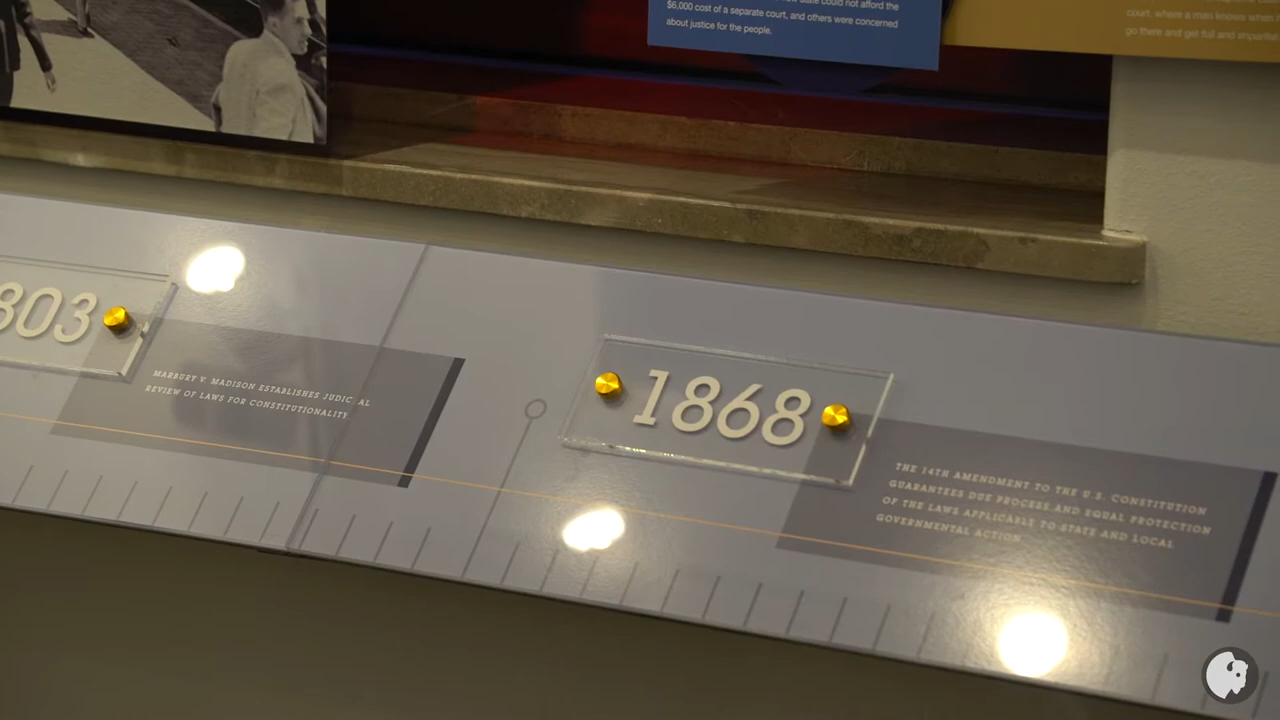 $6,000 cost of a separate court, and others were concerned
about justice for the people.
court, where a man knows when
go there and get full and
803
MARBURY V. MADISON ESTABLISHES JUDICIAL
REVIEW OF LAWS FOR CONSTITUTIONALITY
1868
THE 14TH AMENDMENT TO THE U.S. CONSTITUTION
GUARANTEES DUE PROCESS AND EQUAL PROTECTION
OF THE LAWS APPLICABLE TO STATE AND LOCAL
GOVERNMENTAL ACTION